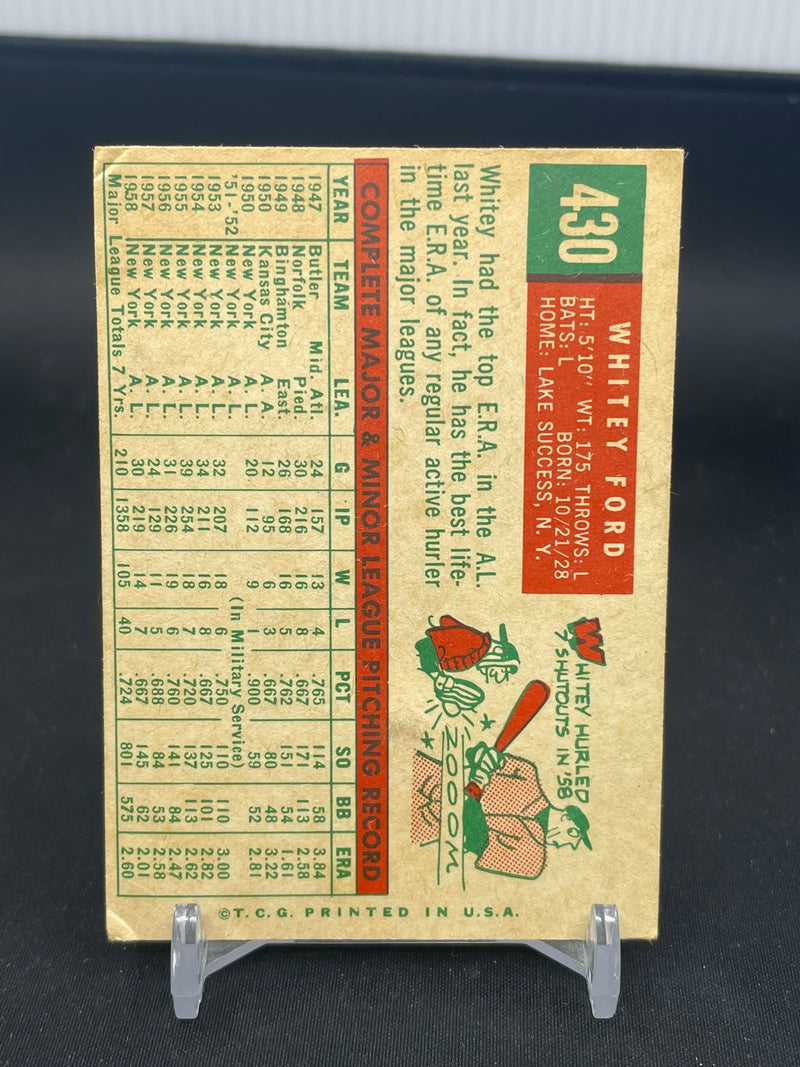 430
WHITEY FORD
HT: 5'10" WT: 175 THROWS: L
BATS: L BORN: 10/21/28
HOME: LAKE SUCCESS, N. Y.
Whitey had the top E.R.A. in the A.L.
last year. In fact, he has the best life-
time E.R.A. of any regular active hurler
in the major leagues.
WHITEY HURLED
7 SHUTOUTS IN '58
ZOOOM
COMPLETE MAJOR & MINOR LEAGUE PITCHING RECORD
YEAR TEAM LEA G IP W L PCT SO BB ERA
1947 Butler Mid. Atl. 24 157 13 4 .765 114 58 3.84
1948 Norfolk Pied. 30 216 16 8 .667 171 113 2.58
1949 Binghamton East. 26 168 16 5 .762 151 54 1.61
1950 Kansas City A. A. 12 95 6 3 .667 80 48 3.22
1950 New York A. L. 20 112 9 1 .900 59 52 2.81
'51-'52 (In Military Service)
1953 New York A. L. 32 207 18 6 .750 110 110 3.00
1954 New York A. L. 34 211 16 8 .667 125 101 2.82
1955 New York A. L. 39 254 18 7 .720 137 113 2.62
1956 New York A. L. 31 226 19 6 .760 141 84 2.47
1957 New York A. L. 24 129 11 5 .688 84 53 2.58
1958 New York A. L. 30 219 14 7 .667 145 62 2.01
Major League Totals 7 Yrs. 210 1358 105 40 .724 801 575 2.60
©T.C.G. PRINTED IN U.S.A.